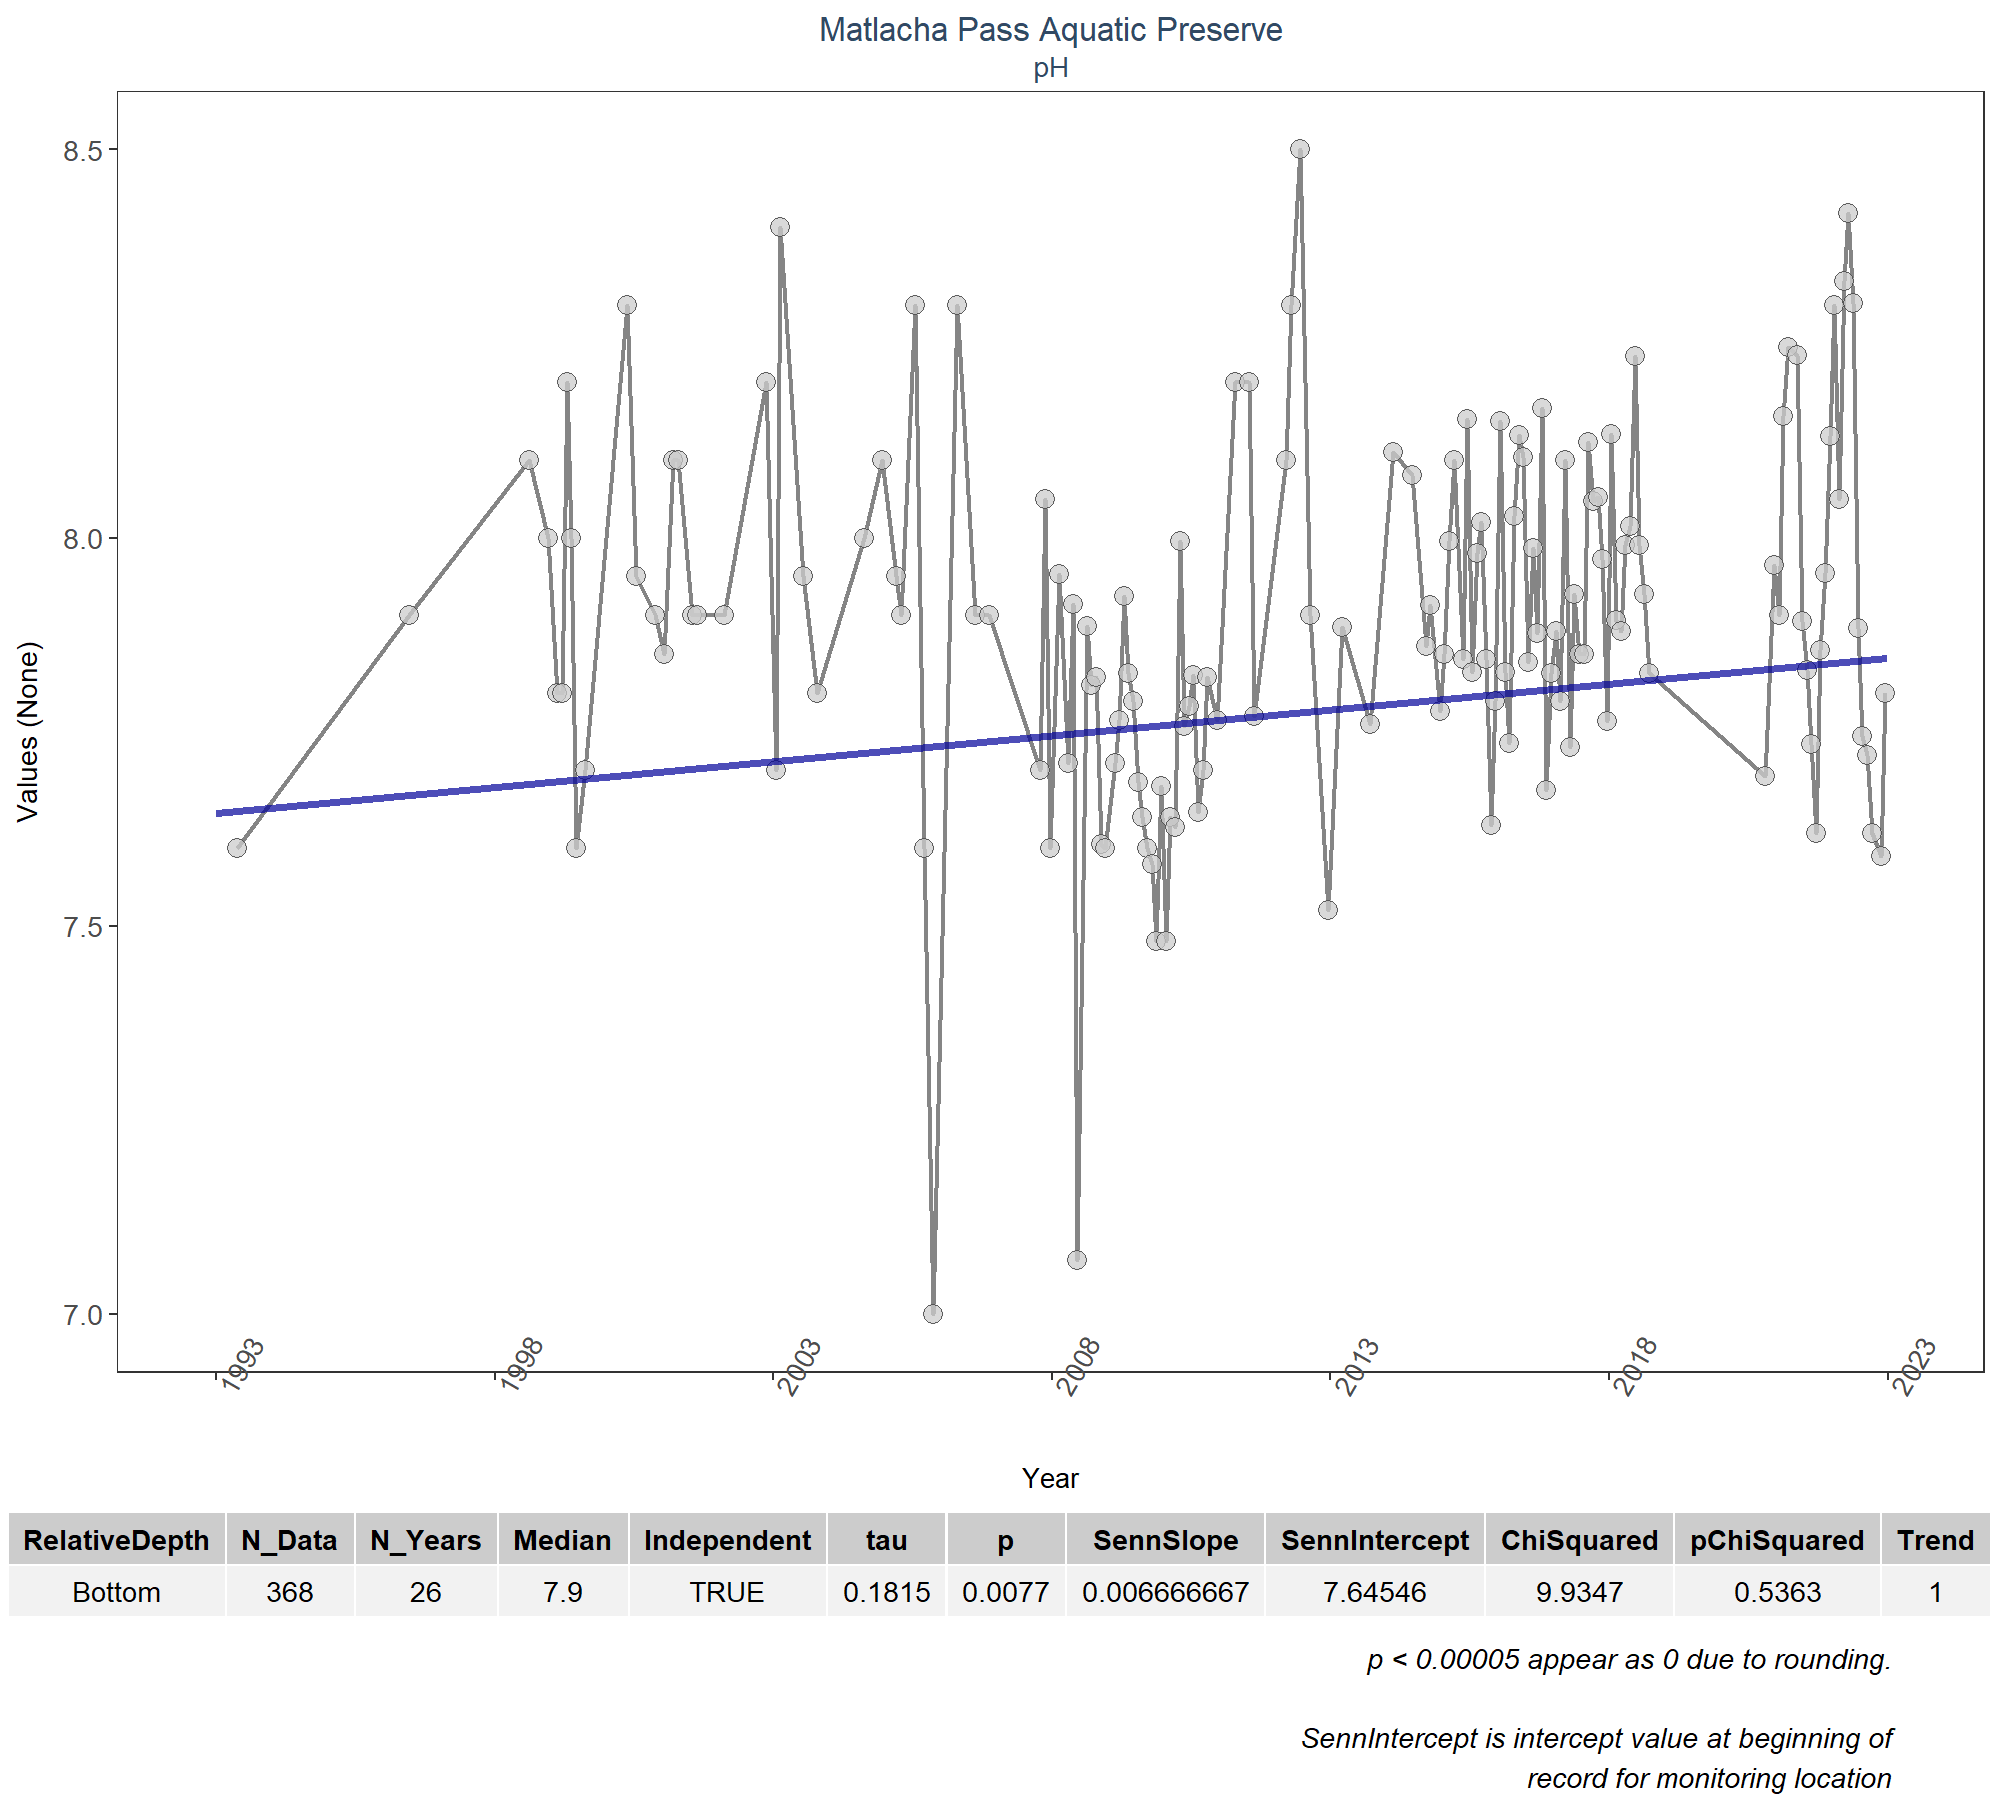 Matlacha Pass Aquatic Preserve
pH
Values (None)
8.5
8.0
7.5
7.0
1993 1998 2003 2008 2013 2018 2023
Year
RelativeDepth N_Data N_Years Median Independent tau p SennSlope SennIntercept ChiSquared pChiSquared Trend
Bottom 368 26 7.9 TRUE 0.1815 0.0077 0.006666667 7.64546 9.9347 0.5363 1
p < 0.00005 appear as 0 due to rounding.
SennIntercept is intercept value at beginning of
record for monitoring location